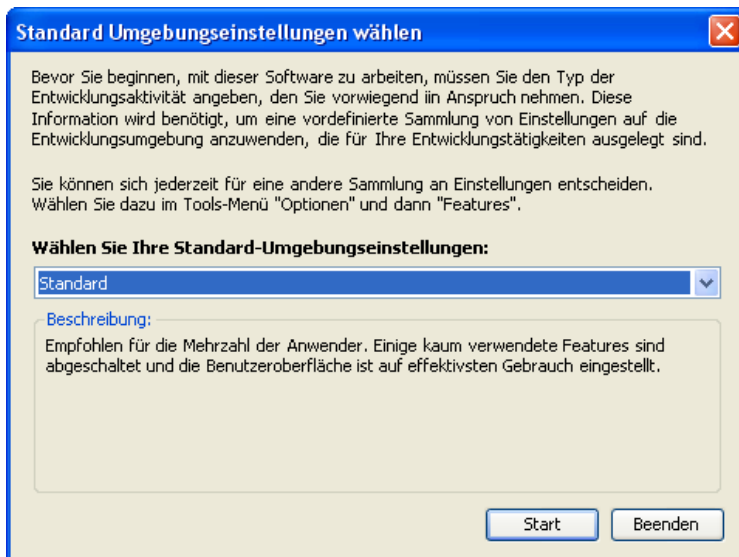 Standard Umgebungseinstellungen wählen
Bevor Sie beginnen, mit dieser Software zu arbeiten, müssen Sie den Typ der
Entwicklungsaktivität angeben, den Sie vorwiegend iin Anspruch nehmen. Diese
Information wird benötigt, um eine vordefinierte Sammlung von Einstellungen auf die
Entwicklungsumgebung anzuwenden, die für Ihre Entwicklungstätigkeiten ausgelegt sind.
Sie können sich jederzeit für eine andere Sammlung an Einstellungen entscheiden.
Wählen Sie dazu im Tools-Menü "Optionen" und dann "Features".
Wählen Sie Ihre Standard-Umgebungseinstellungen:
Standard
Beschreibung:
Empfohlen für die Mehrzahl der Anwender. Einige kaum verwendete Features sind
abgeschaltet und die Benutzeroberfläche ist auf effektivsten Gebrauch eingestellt.
Start
Beenden